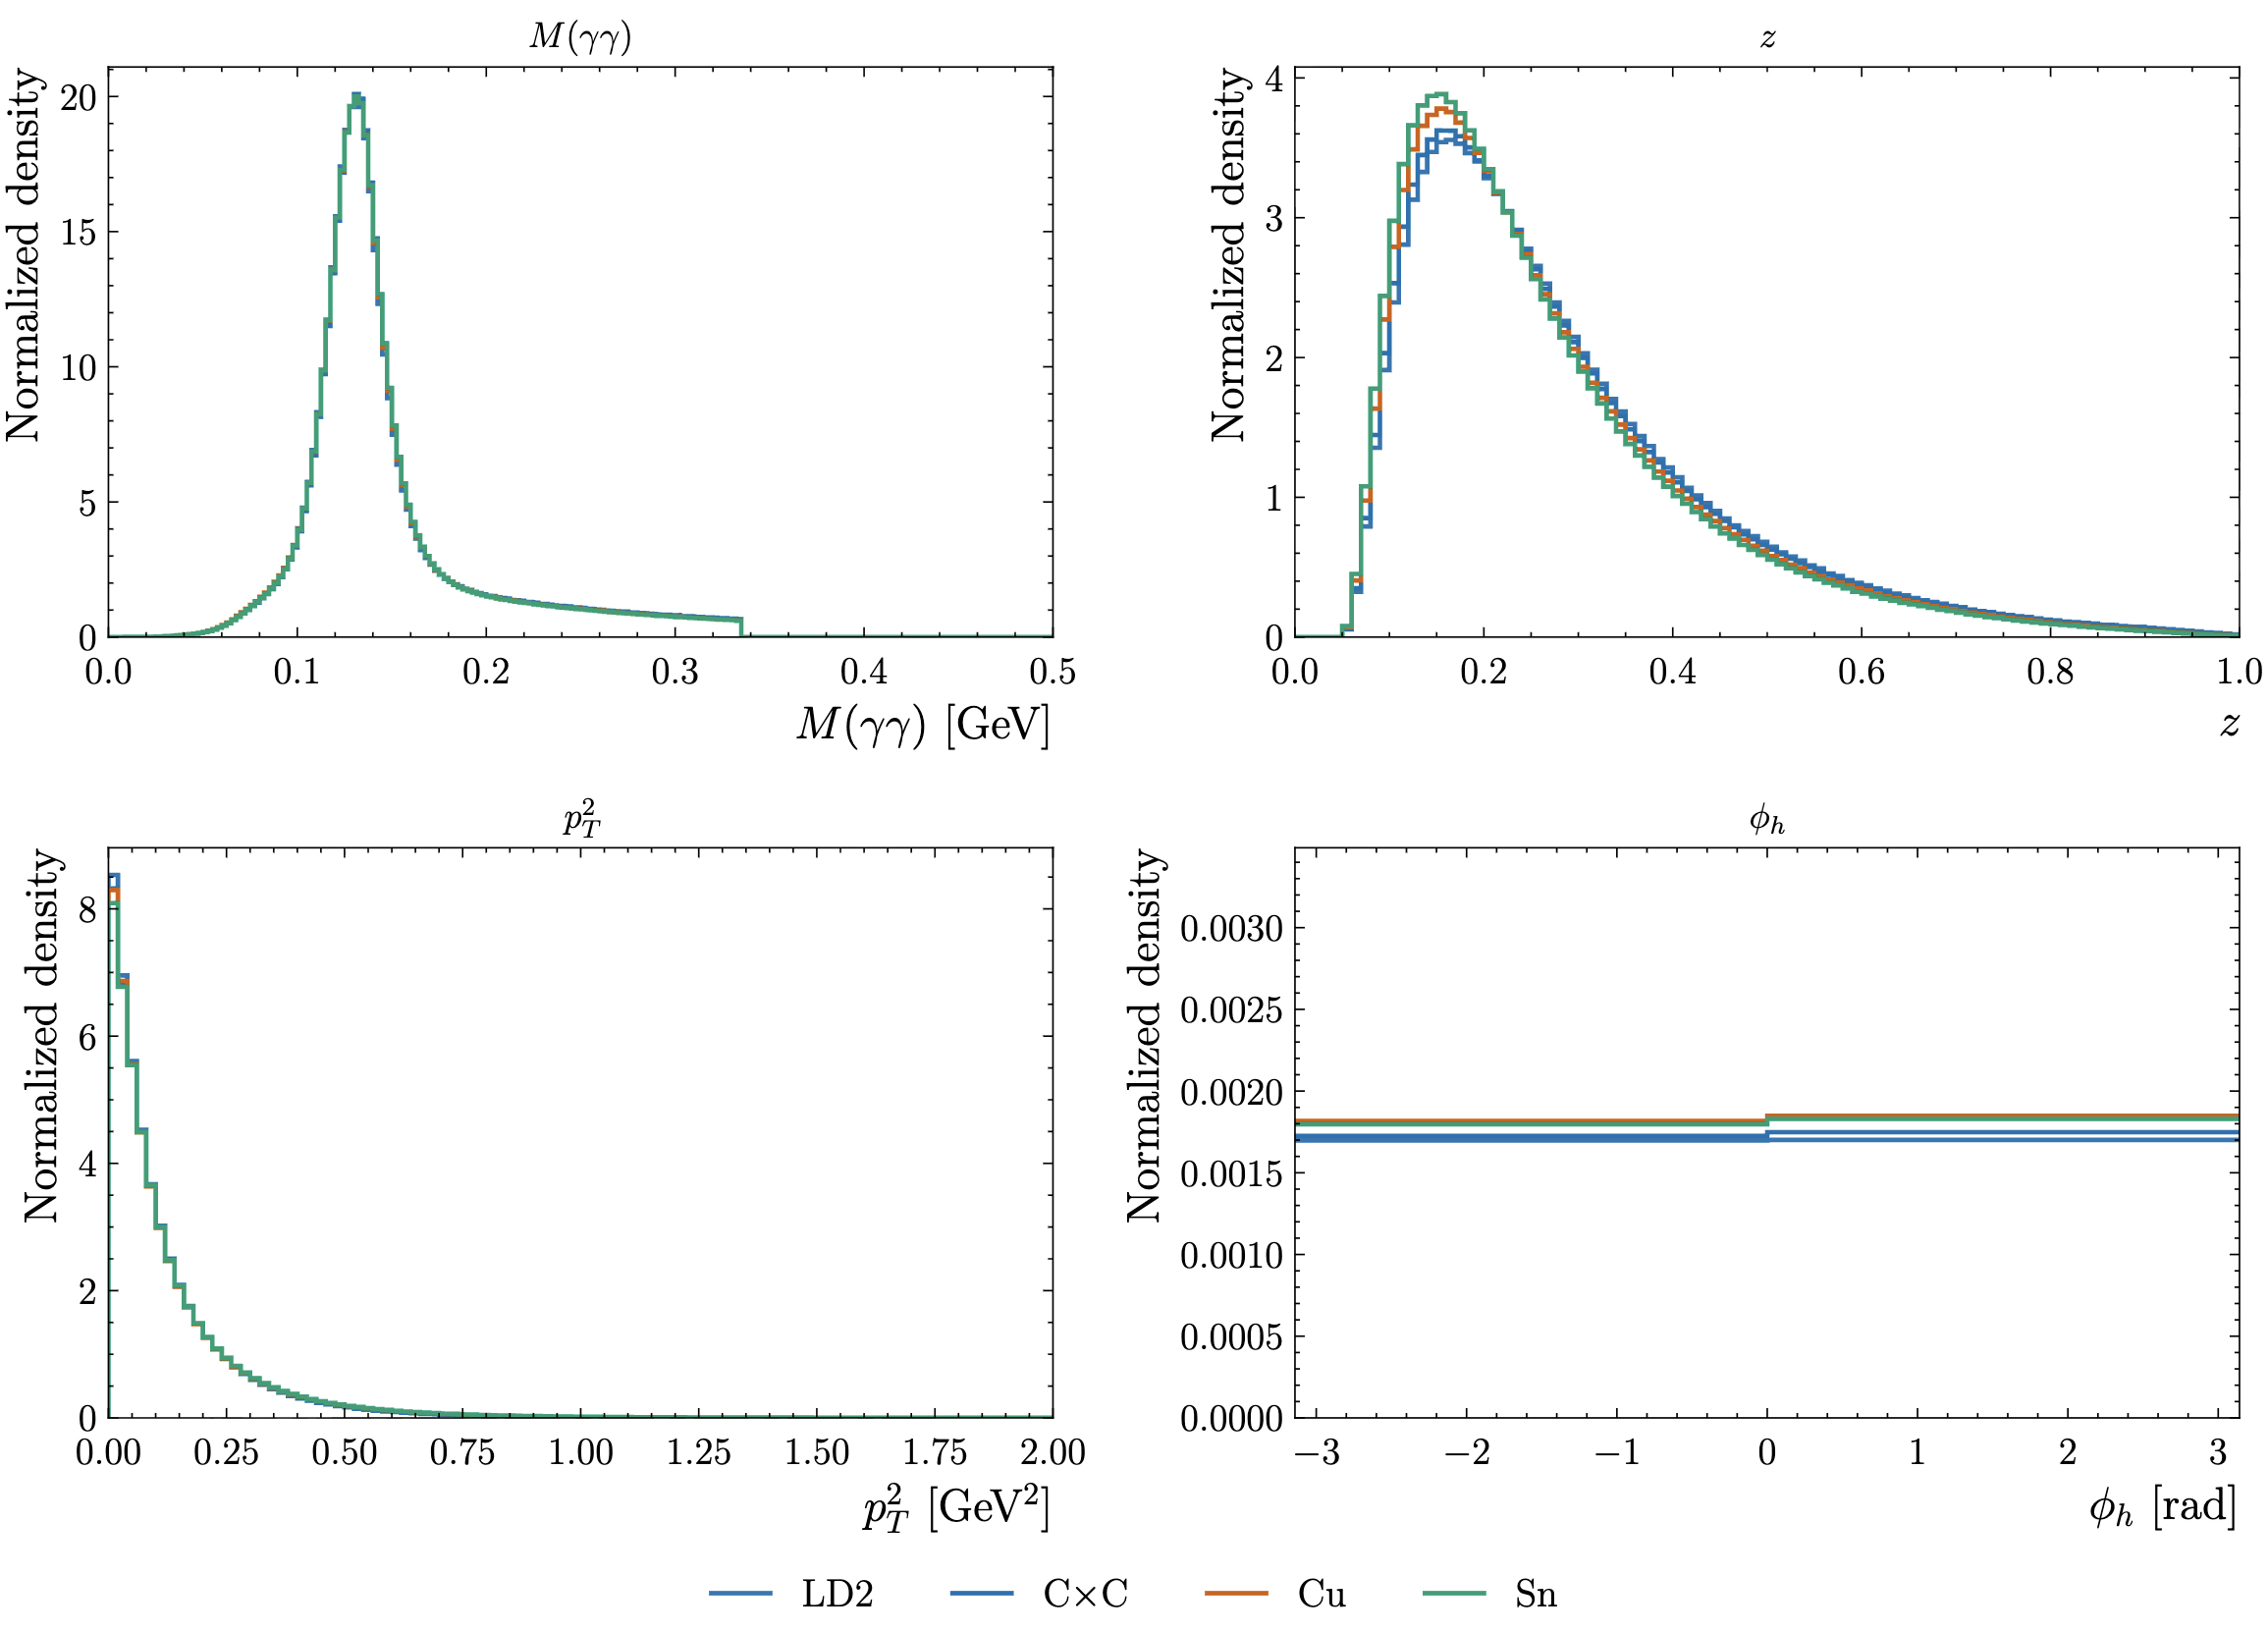 M(γγ)
Normalized density
20
15
10
5
0
0.0 0.1 0.2 0.3 0.4 0.5
M(γγ) [GeV]
z
Normalized density
4
3
2
1
0
0.0 0.2 0.4 0.6 0.8 1.0
z
p_T^2
Normalized density
8
6
4
2
0
0.00 0.25 0.50 0.75 1.00 1.25 1.50 1.75 2.00
p_T^2 [GeV^2]
ϕ_h
Normalized density
0.0030
0.0025
0.0020
0.0015
0.0010
0.0005
0.0000
−3 −2 −1 0 1 2 3
ϕ_h [rad]
LD2 C×C Cu Sn